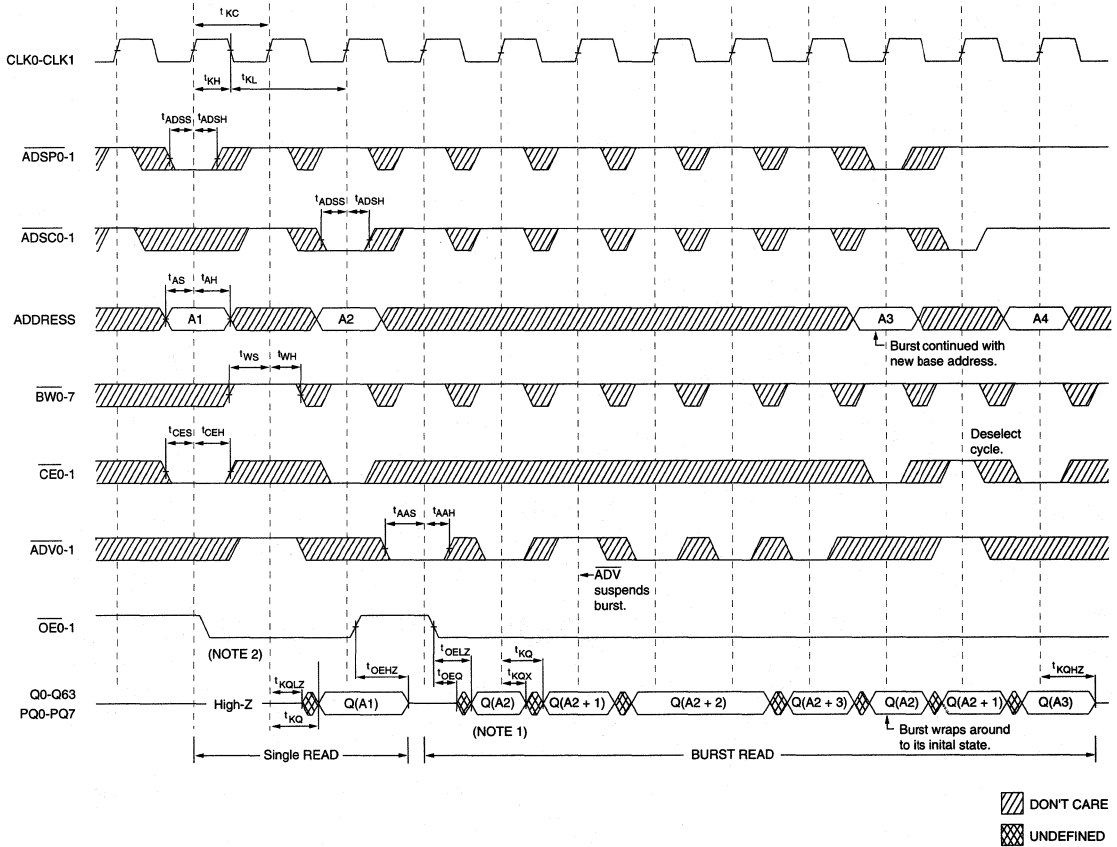 tKC
CLK0-CLK1
tKH
tKL
tADSS tADSH
ADSP0-1
tADSS tADSH
ADSC0-1
tAS tAH
ADDRESS
A1
A2
A3
A4
Burst continued with
new base address.
tWS tWH
BW0-7
tCES tCEH
Deselect
cycle.
CE0-1
tAAS tAAH
ADV0-1
ADV
suspends
burst.
OE0-1
(NOTE 2)
tOEHZ
tOELZ
tOEQ
tKQ
tKQX
tKQHZ
tKQLZ
Q0-Q63
PQ0-PQ7
High-Z
Q(A1)
Q(A2)
Q(A2 + 1)
Q(A2 + 2)
Q(A2 + 3)
Q(A2)
Q(A2 + 1)
Q(A3)
tKQ
(NOTE 1)
Burst wraps around
to its inital state.
Single READ
BURST READ
DON'T CARE
UNDEFINED